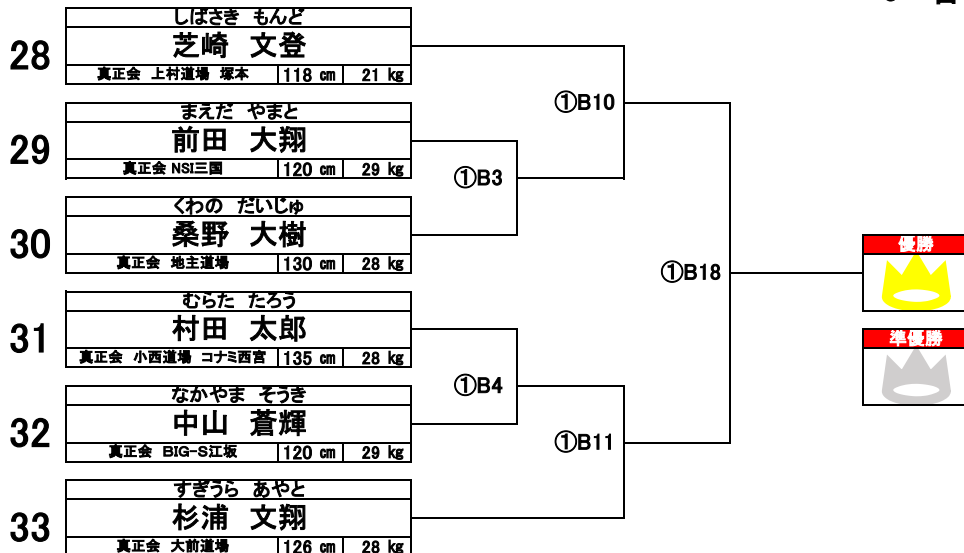 28
しばさき もんど
芝崎 文登
真正会 上村道場 塚本 118 cm 21 kg
①B10
29
まえだ やまと
前田 大翔
真正会 NSI三国 120 cm 29 kg
①B3
30
くわの だいじゅ
桑野 大樹
真正会 地主道場 130 cm 28 kg
①B18
優勝
31
むらた たろう
村田 太郎
真正会 小西道場 コナミ西宮 135 cm 28 kg
準優勝
①B4
32
なかやま そうき
中山 蒼輝
真正会 BIG-S江坂 120 cm 29 kg
①B11
33
すぎうら あやと
杉浦 文翔
真正会 大前道場 126 cm 28 kg